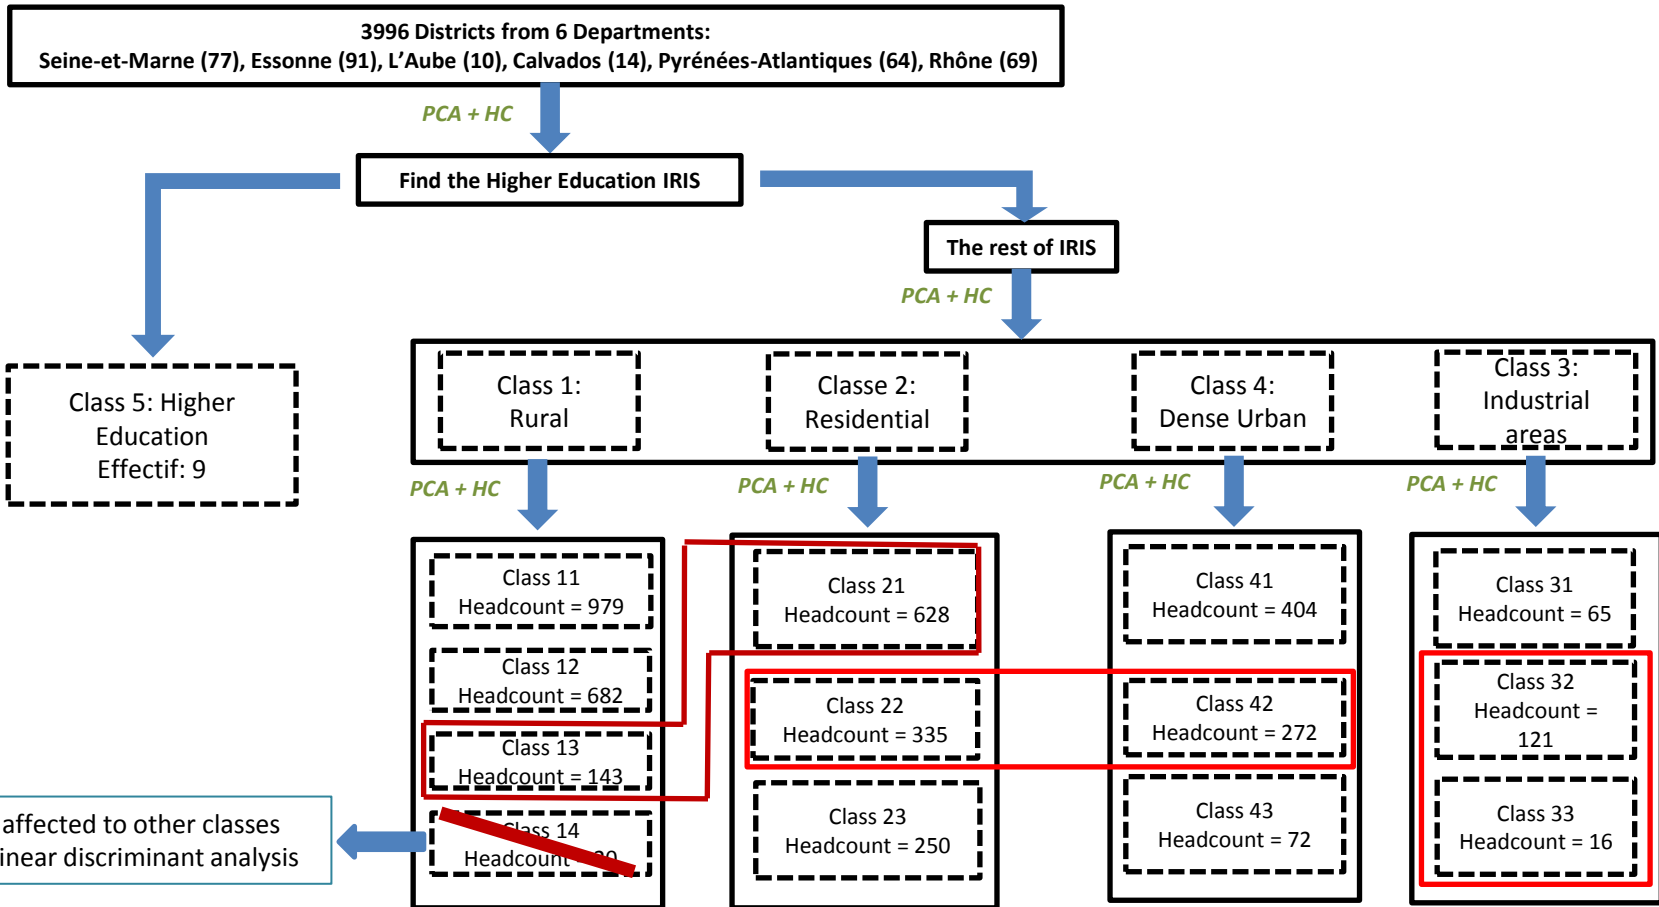 3996 Districts from 6 Departments:
Seine-et-Marne (77), Essonne (91), L'Aube (10), Calvados (14), Pyrénées-Atlantiques (64), Rhône (69)
PCA + HC
Find the Higher Education IRIS
The rest of IRIS
PCA + HC
Class 5: Higher
Education
Effectif: 9
Class 1:
Rural
Classe 2:
Residential
Class 4:
Dense Urban
Class 3:
Industrial
areas
PCA + HC
PCA + HC
PCA + HC
PCA + HC
Class 11
Headcount = 979
Class 12
Headcount = 682
Class 13
Headcount = 143
Class 14
Headcount = 20
Class 21
Headcount = 628
Class 22
Headcount = 335
Class 23
Headcount = 250
Class 41
Headcount = 404
Class 42
Headcount = 272
Class 43
Headcount = 72
Class 31
Headcount = 65
Class 32
Headcount =
121
Class 33
Headcount = 16
affected to other classes
inear discriminant analysis